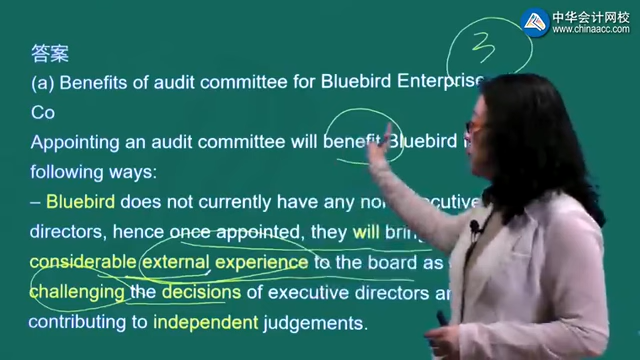 中华会计网校
www.chinaacc.com
3
答案
(a) Benefits of audit committee for Bluebird Enterprise
Co
Appointing an audit committee will benefit Bluebird
following ways:
– Bluebird does not currently have any
directors, hence once appointed, they will bring
considerable external experience to the board as
challenging the decisions of executive directors
contributing to independent judgements.